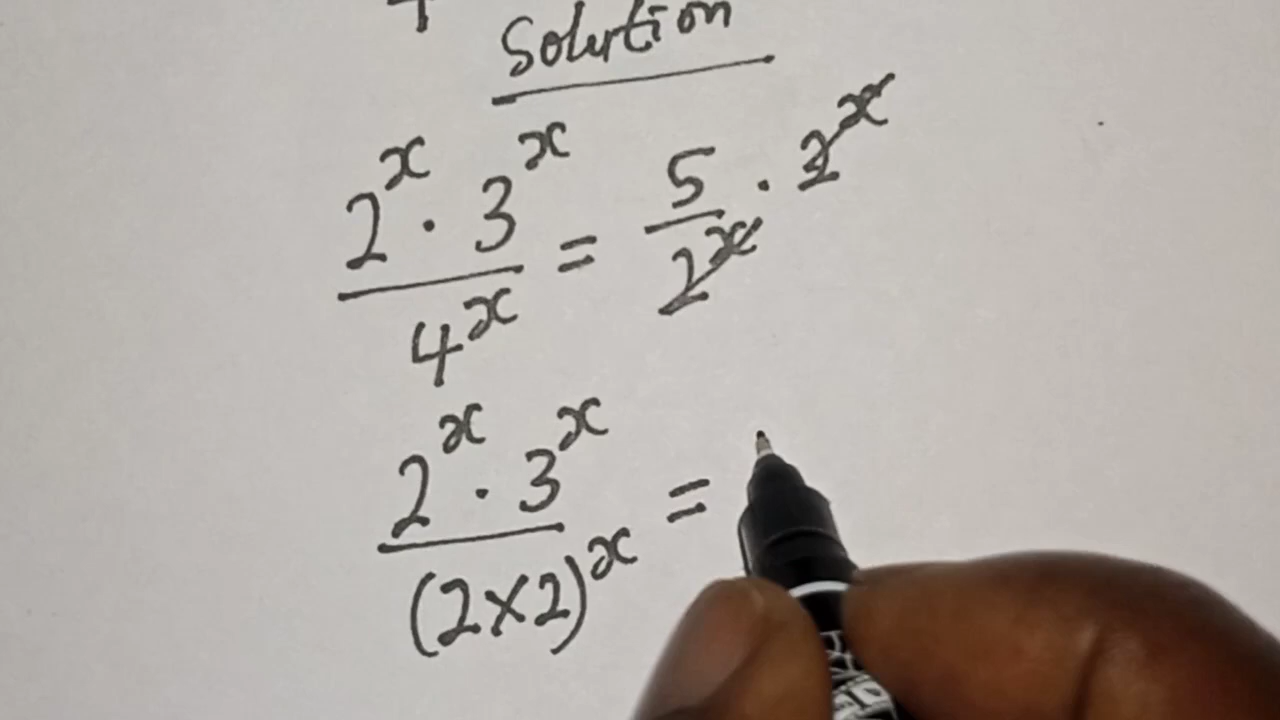 Solution
2^x · 3^x / 4^x = 5 / 2^x · 2^x
2^x · 3^x / (2×2)^x =